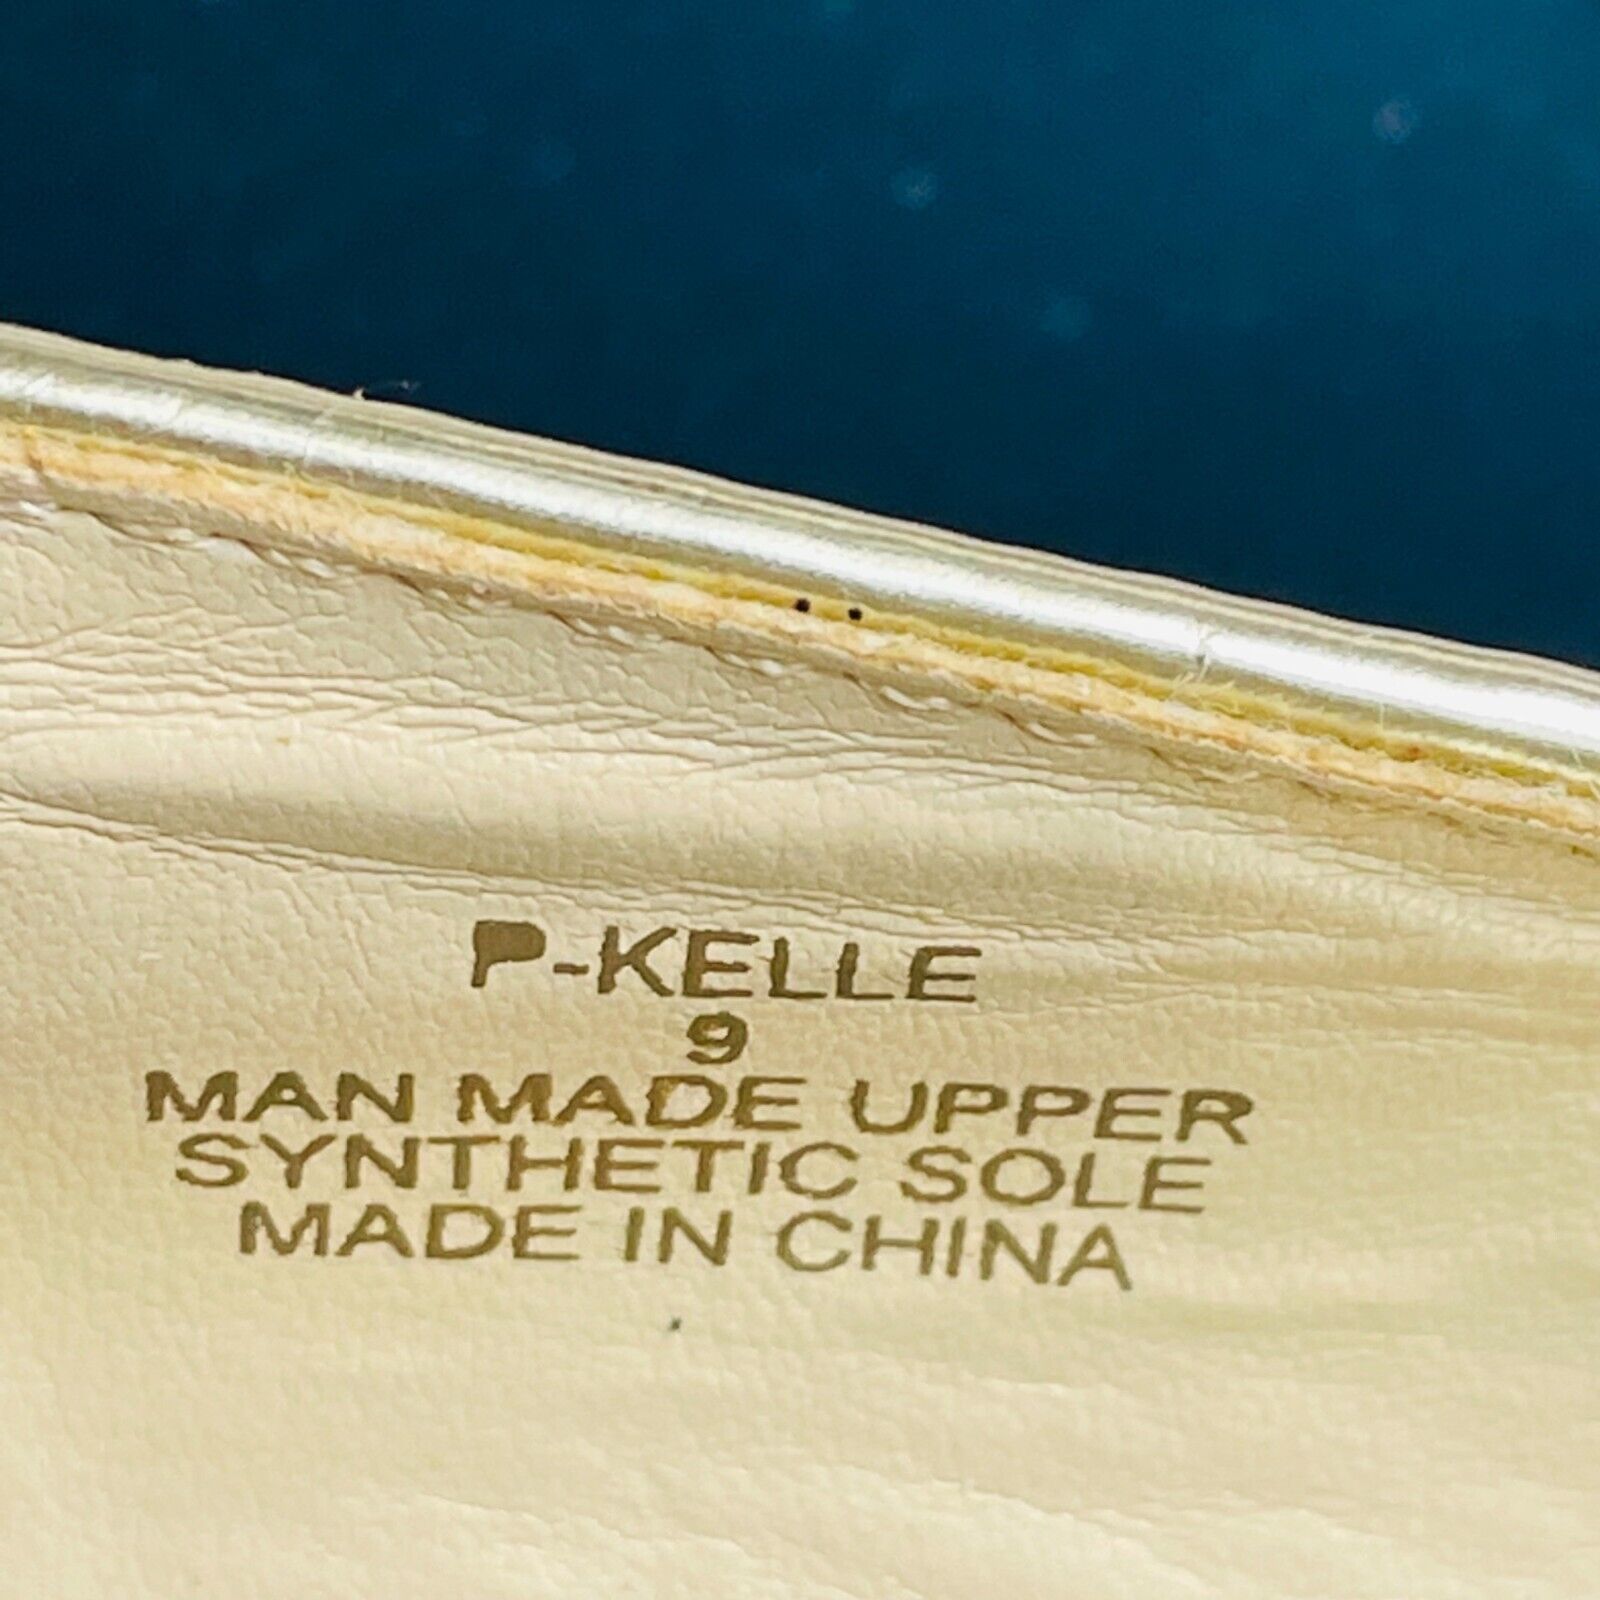 P-KELLE
9
MAN MADE UPPER
SYNTHETIC SOLE
MADE IN CHINA